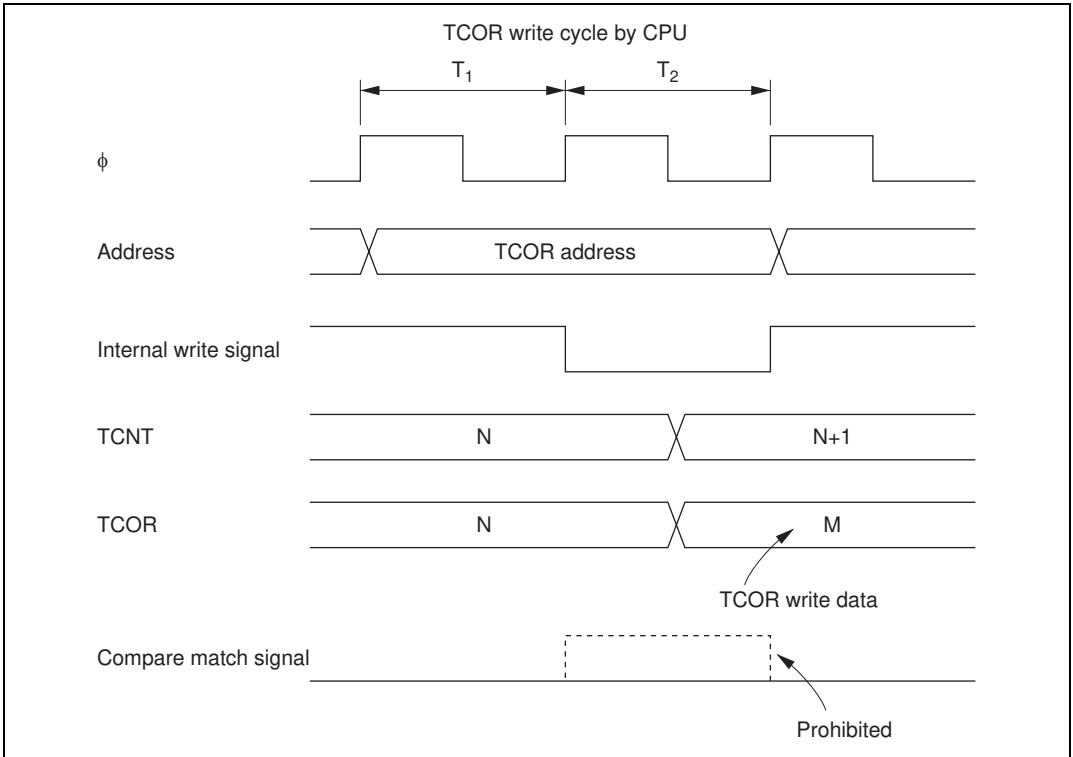 TCOR write cycle by CPU
T1 T2
ϕ
Address TCOR address
Internal write signal
TCNT N N+1
TCOR N M
TCOR write data
Compare match signal
Prohibited